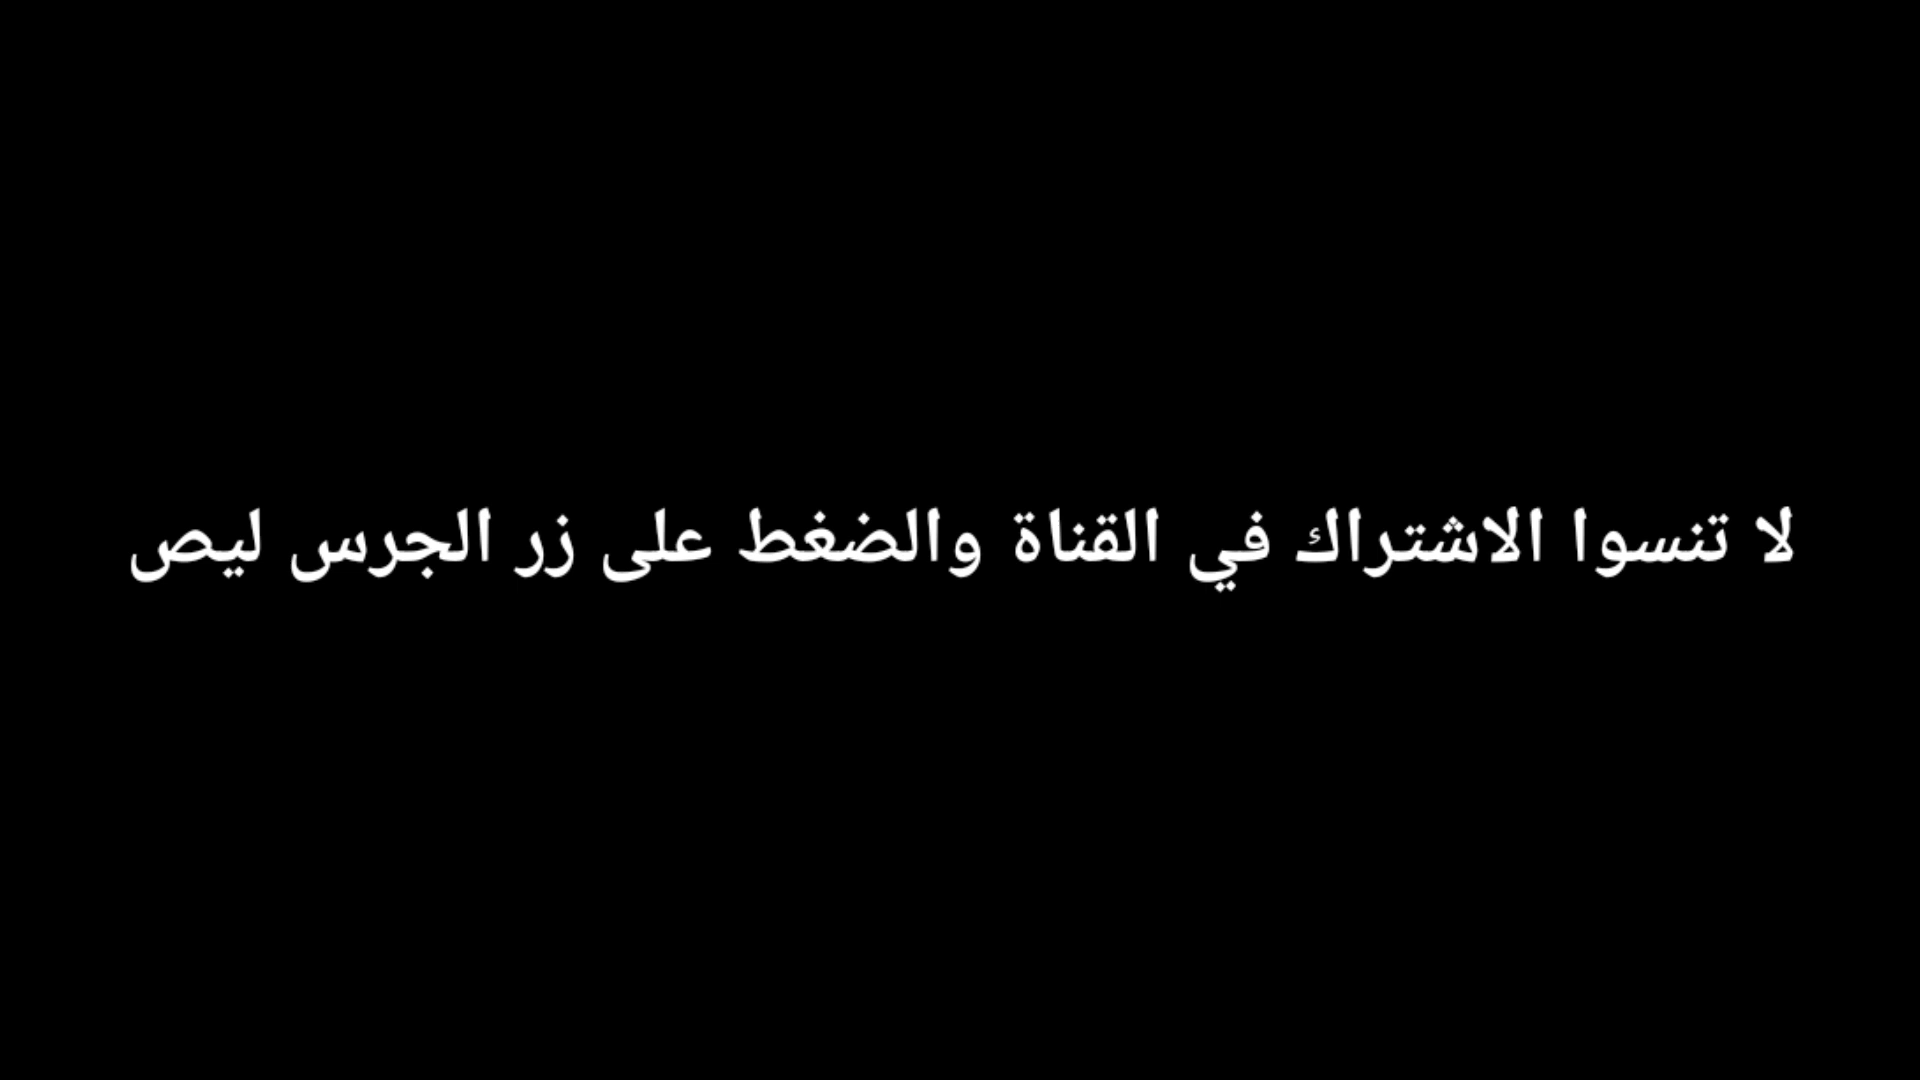 لا تنسوا الاشتراك في القناة والضغط على زر الجرس ليص